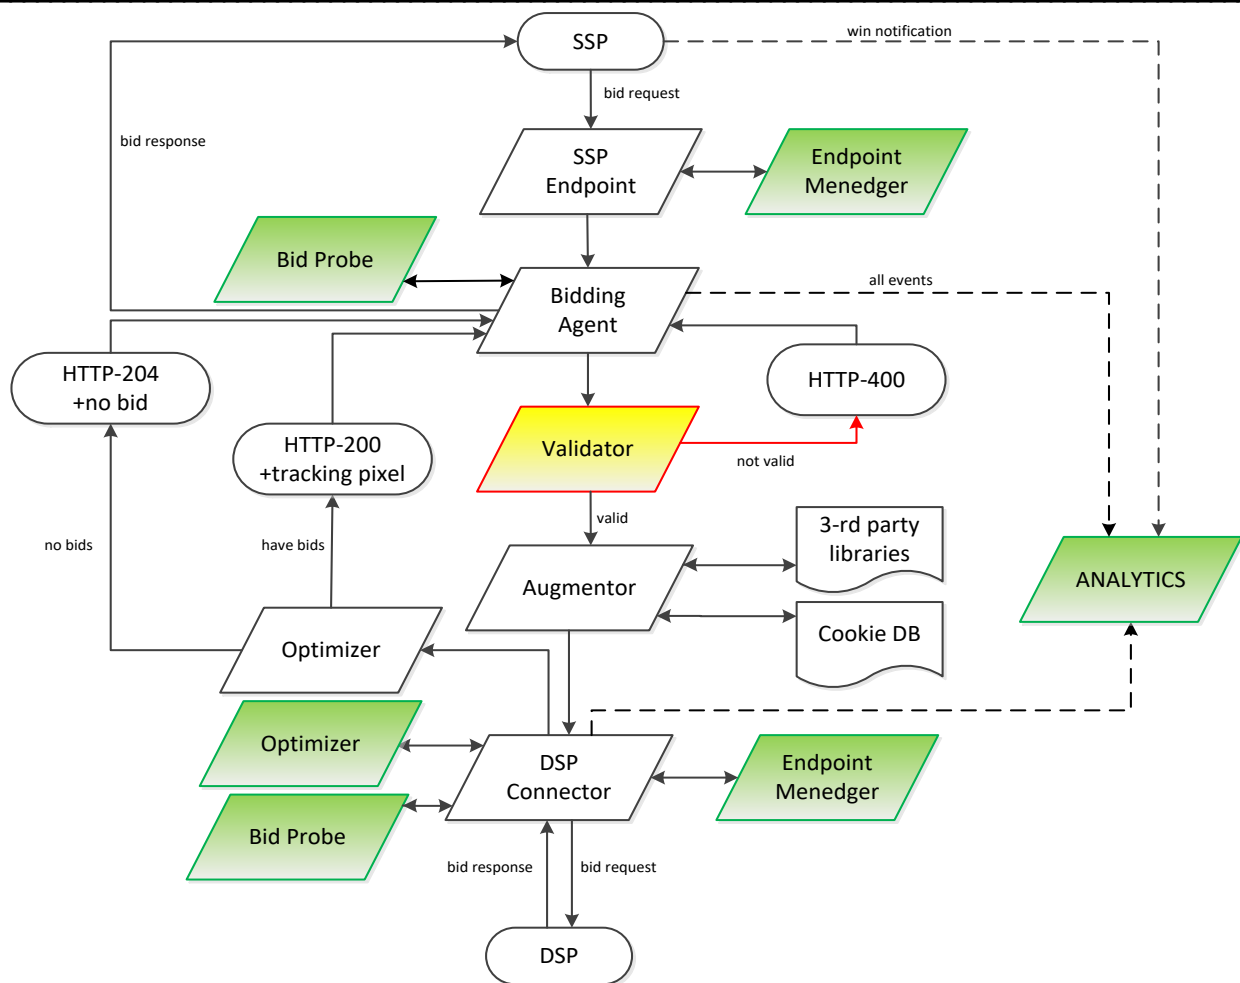 SSP
win notification
bid request
bid response
SSP
Endpoint
Endpoint
Menedger
Bid Probe
Bidding
Agent
all events
HTTP-204
+no bid
HTTP-400
HTTP-200
+tracking pixel
Validator
not valid
valid
no bids
have bids
3-rd party
libraries
Augmentor
ANALYTICS
Cookie DB
Optimizer
Optimizer
DSP
Connector
Endpoint
Menedger
Bid Probe
bid response
bid request
DSP